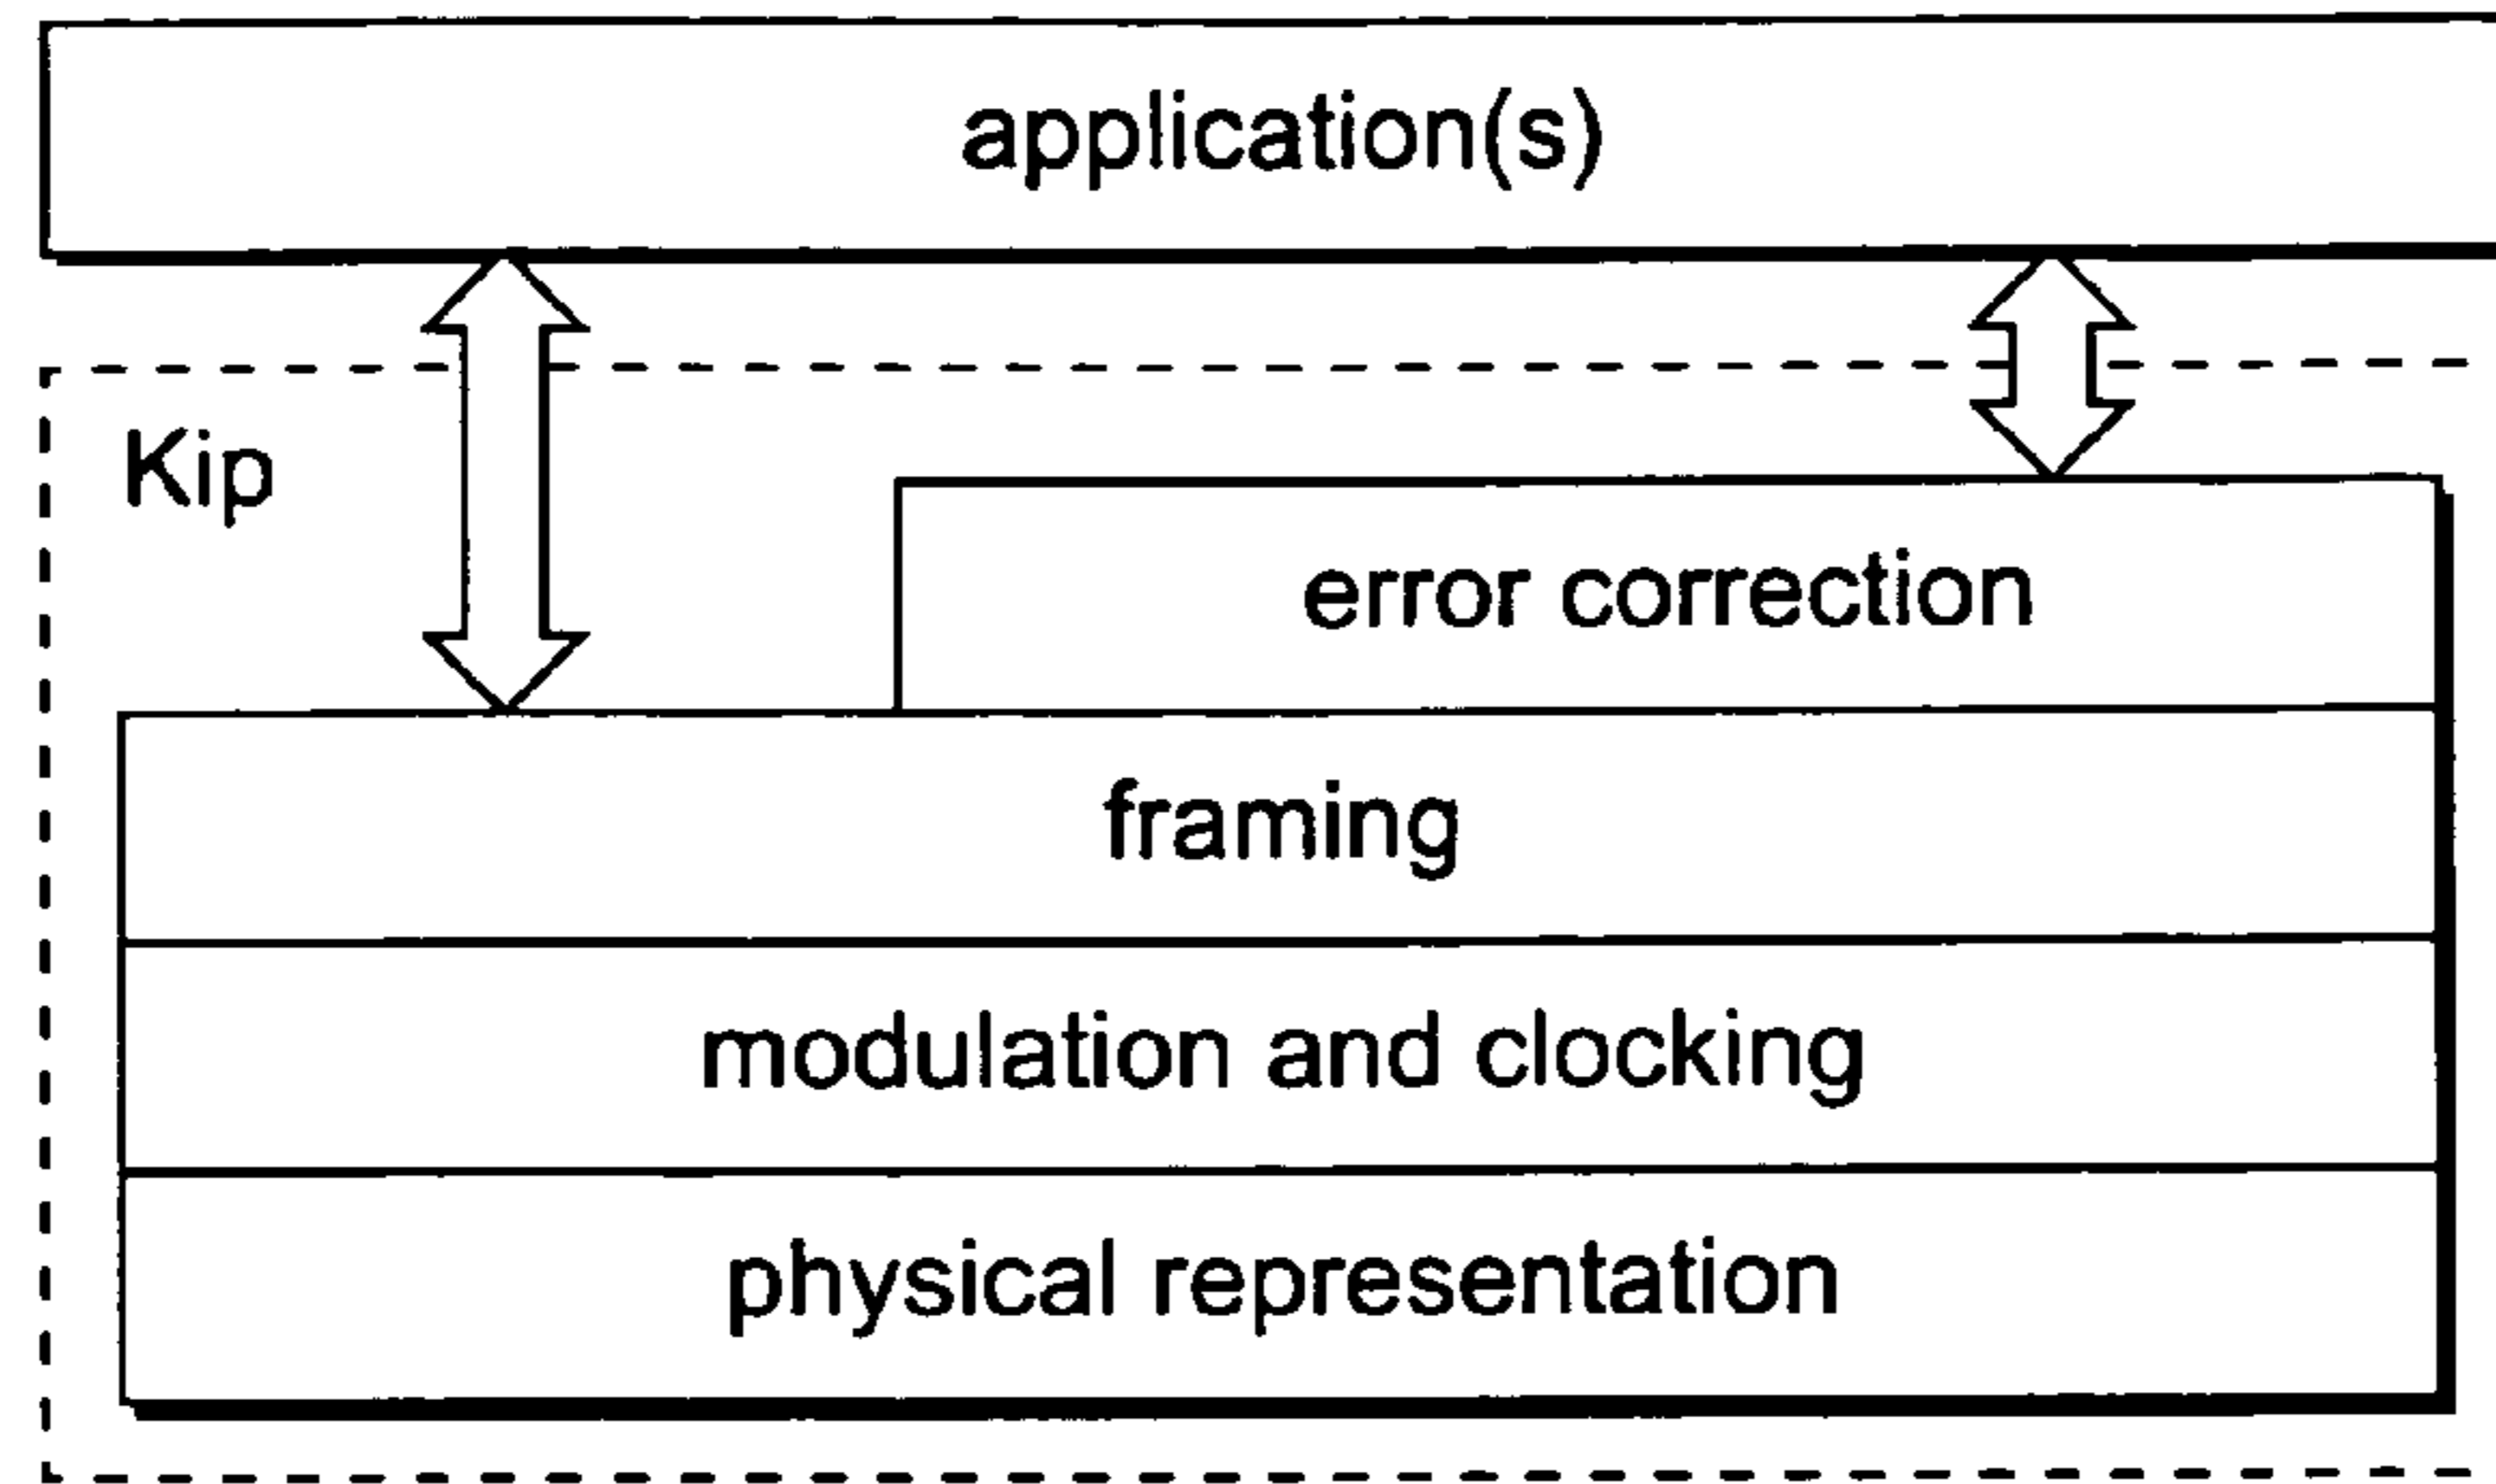 application(s)
Kip
error correction
framing
modulation and clocking
physical representation